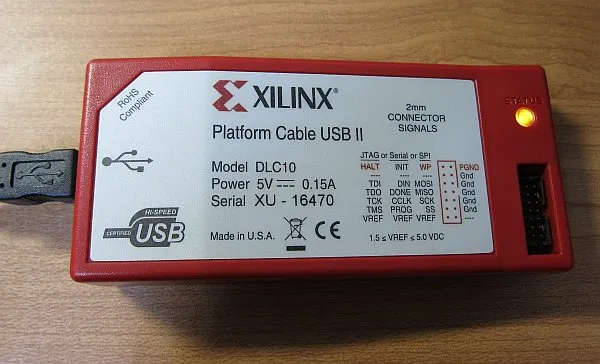 RoHS
Compliant
XILINX®
Platform Cable USB II
Model DLC10
Power 5V 0.15A
Serial XU - 16470
HI-SPEED
CERTIFIED USB
Made in U.S.A.
CE
2mm
CONNECTOR
SIGNALS
JTAG or Serial or SPI
HALT INIT WP PGND
---- ---- ---- Gnd
TDI DIN MOSI Gnd
TDO DONE MISO Gnd
TCK CCLK SCK Gnd
TMS PROG SS Gnd
VREF VREF VREF ----
1.5 ≤ VREF ≤ 5.0 VDC
STATUS